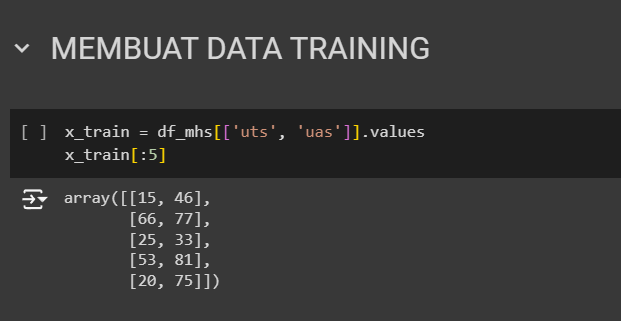 MEMBUAT DATA TRAINING
[ ] x_train = df_mhs[['uts', 'uas']].values
x_train[:5]
array([[15, 46],
[66, 77],
[25, 33],
[53, 81],
[20, 75]])